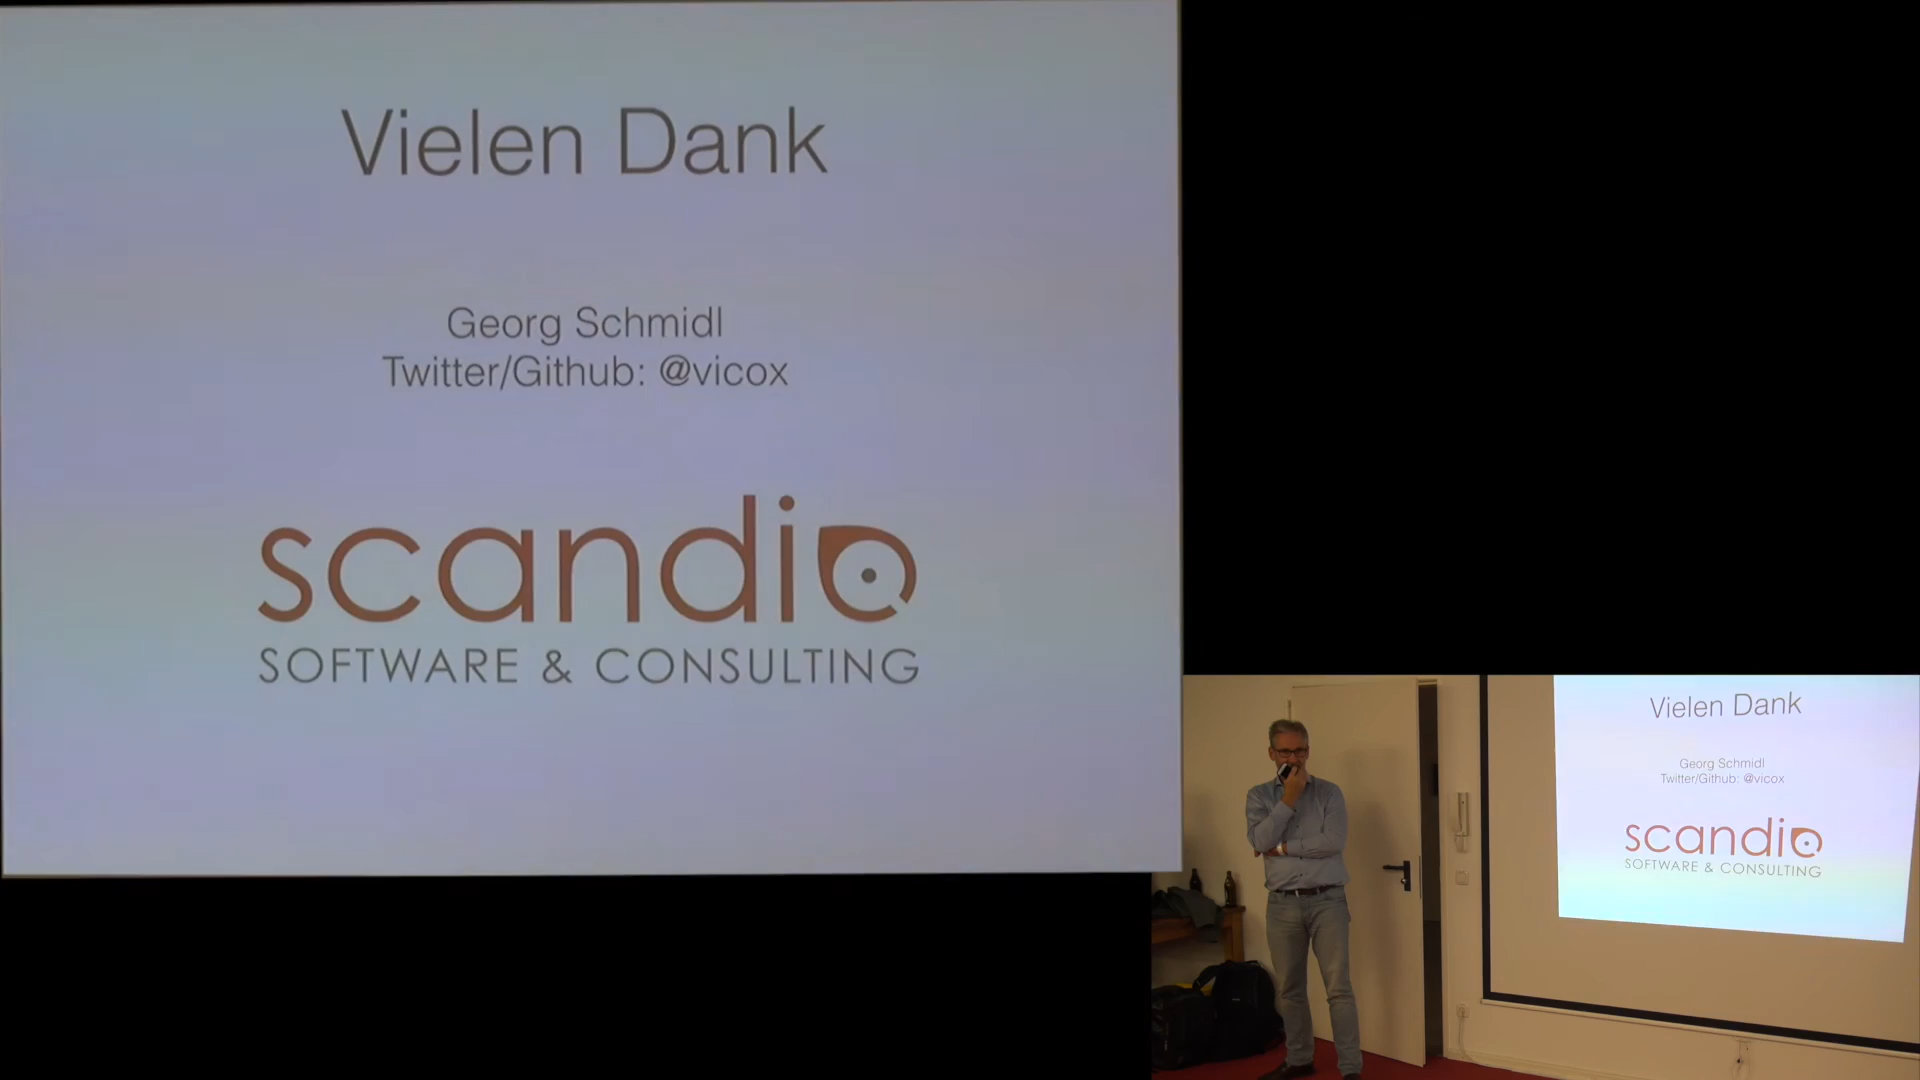 Vielen Dank
Georg Schmidl
Twitter/Github: @vicox
scandio
SOFTWARE & CONSULTING
Vielen Dank
Georg Schmidl
Twitter/Github: @vicox
scandio
SOFTWARE & CONSULTING